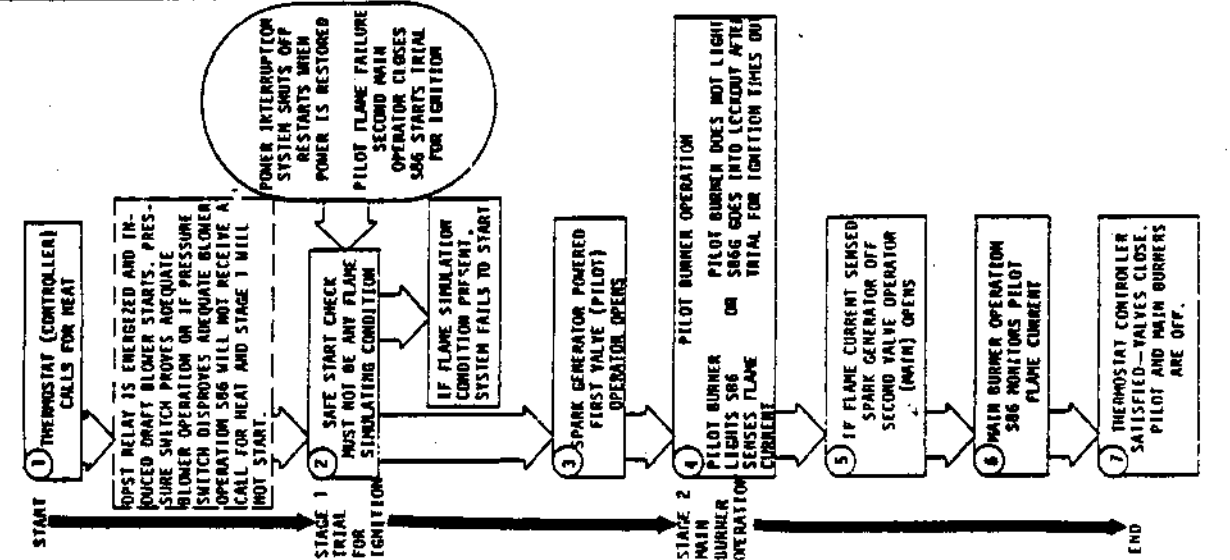 START
1 THERMOSTAT (CONTROLLER)
CALLS FOR HEAT
DPST RELAY IS ENERGIZED AND IN-
DUCED DRAFT BLOWER STARTS. PRES-
SURE SWITCH PROVES ADEQUATE
BLOWER OPERATION OR IF PRESSURE
SWITCH DISPROVES ADEQUATE BLOWER
OPERATION S86 WILL NOT RECEIVE A
CALL FOR HEAT AND STAGE 1 WILL
NOT START.
STAGE 1
TRIAL
FOR
IGNITION
2 SAFE START CHECK
MUST NOT BE ANY FLAME
SIMULATING CONDITION
POWER INTERRUPTION
SYSTEM SHUTS OFF
RESTARTS WHEN
POWER IS RESTORED
PILOT FLAME FAILURE
SECOND MAIN
OPERATOR CLOSES
S86 STARTS TRIAL
FOR IGNITION
IF FLAME SIMULATION
CONDITION PRESENT,
SYSTEM FAILS TO START
3 SPARK GENERATOR POWERED
FIRST VALVE (PILOT)
OPERATOR OPENS
STAGE 2
MAIN
BURNER
OPERATION
4 PILOT BURNER OPERATION
PILOT BURNER
LIGHTS S86
SENSES FLAME
CURRENT
OR
PILOT BURNER DOES NOT LIGHT
S86G GOES INTO LOCKOUT AFTER
TRIAL FOR IGNITION TIMES OUT
5 IF FLAME CURRENT SENSED
SPARK GENERATOR OFF
SECOND VALVE OPERATOR
(MAIN) OPENS
6 MAIN BURNER OPERATION
S86 MONITORS PILOT
FLAME CURRENT
7 THERMOSTAT CONTROLLER
SATISFIED-VALVES CLOSE.
PILOT AND MAIN BURNERS
ARE OFF.
END